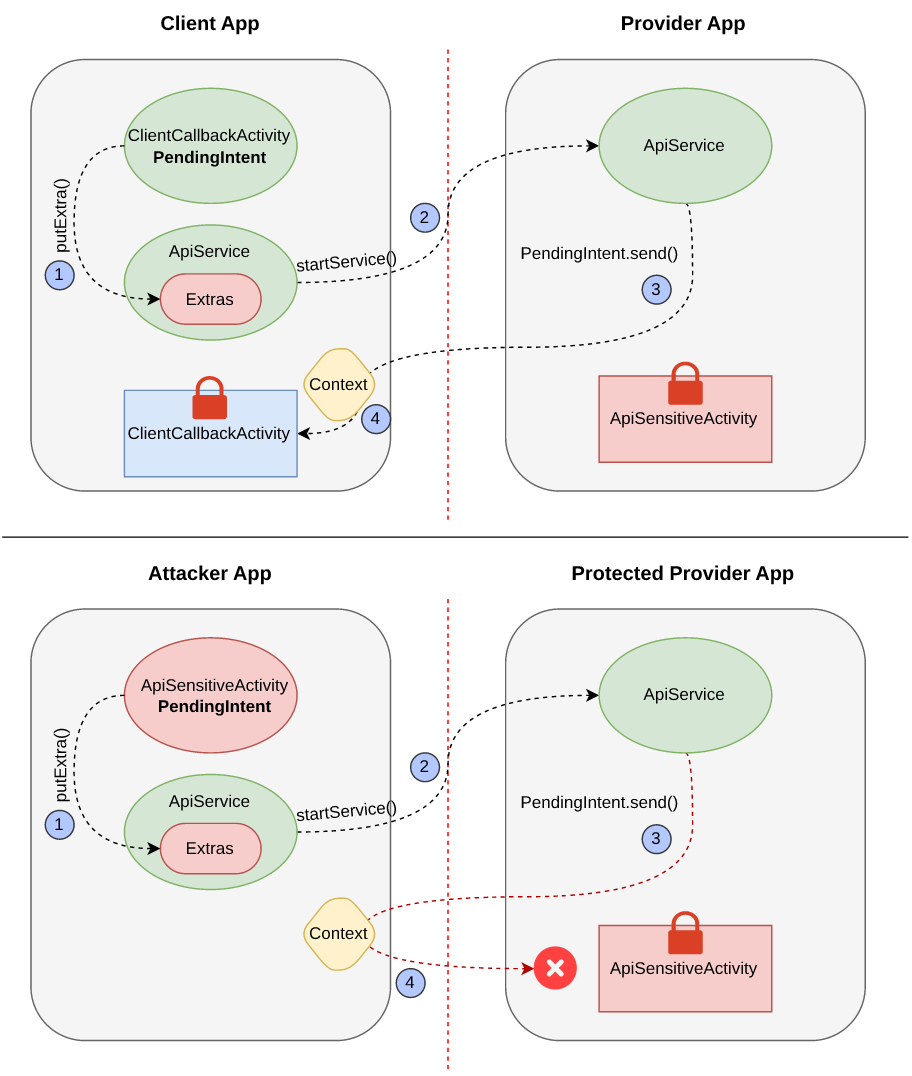 Client App
Provider App
ClientCallbackActivity
PendingIntent
ApiService
putExtra()
2
ApiService
startService()
PendingIntent.send()
1
Extras
3
Context
4
ClientCallbackActivity
ApiSensitiveActivity
Attacker App
Protected Provider App
ApiSensitiveActivity
PendingIntent
ApiService
putExtra()
2
ApiService
startService()
PendingIntent.send()
1
Extras
3
Context
4
ApiSensitiveActivity